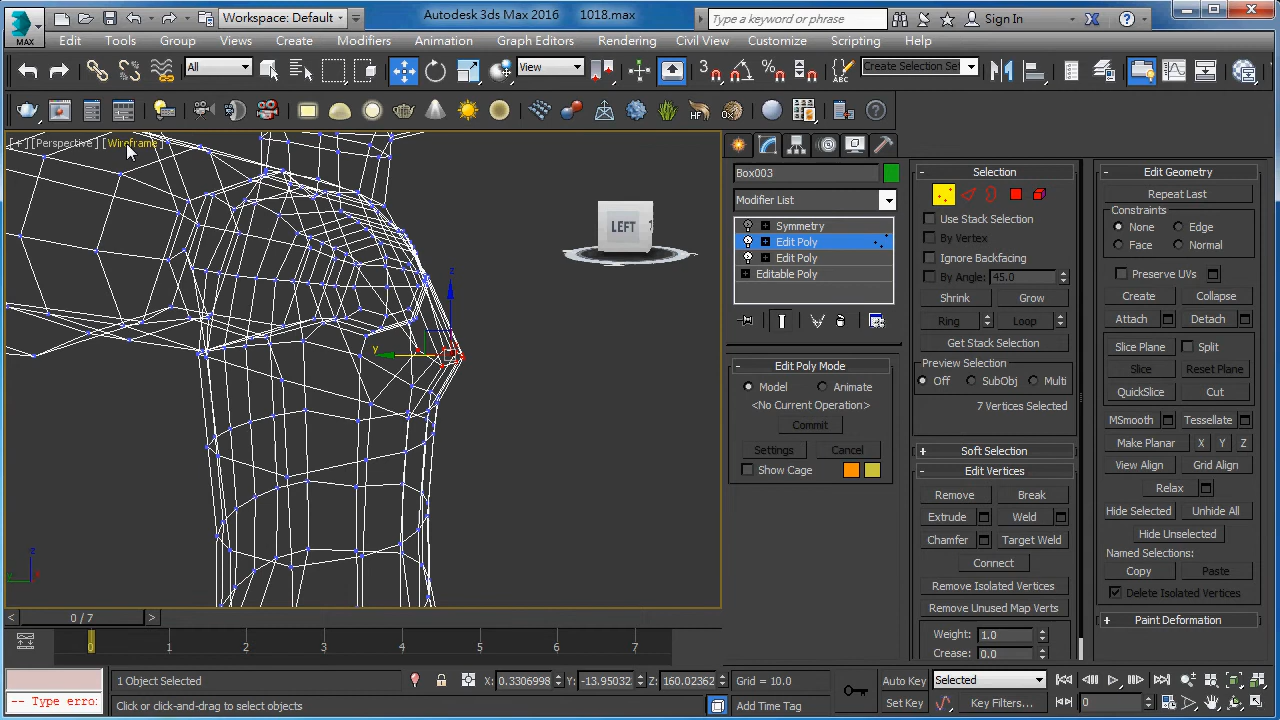 MAX
Workspace: Default
Autodesk 3ds Max 2016    1018.max
Type a keyword or phrase
Sign In
Edit Tools Group Views Create Modifiers Animation Graph Editors Rendering Civil View Customize Scripting Help
All
View
3
Create Selection Se
HF
[ + ] [Perspective ] [Wireframe ]
LEFT
z
y
z
Box003
Modifier List
Symmetry
Edit Poly
Edit Poly
Editable Poly
Edit Poly Mode
Model Animate
<No Current Operation>
Commit
Settings Cancel
Show Cage
Selection
Use Stack Selection
By Vertex
Ignore Backfacing
By Angle: 45.0
Shrink Grow
Ring Loop
Get Stack Selection
Preview Selection
Off SubObj Multi
7 Vertices Selected
Soft Selection
Edit Vertices
Remove Break
Extrude Weld
Chamfer Target Weld
Connect
Remove Isolated Vertices
Remove Unused Map Verts
Weight: 1.0
Crease: 0.0
Edit Geometry
Repeat Last
Constraints
None Edge
Face Normal
Preserve UVs
Create Collapse
Attach Detach
Slice Plane Split
Slice Reset Plane
QuickSlice Cut
MSmooth Tessellate
Make Planar X Y Z
View Align Grid Align
Relax
Hide Selected Unhide All
Hide Unselected
Named Selections:
Copy Paste
Delete Isolated Vertices
Paint Deformation
< 0 / 7 >
0 1 2 3 4 5 6 7
1 Object Selected
X: 0.3306998 Y: -13.95032 Z: 160.02362
Grid = 10.0
Auto Key Selected
-- Type erro:
Click or click-and-drag to select objects
Add Time Tag
Set Key Key Filters...
0